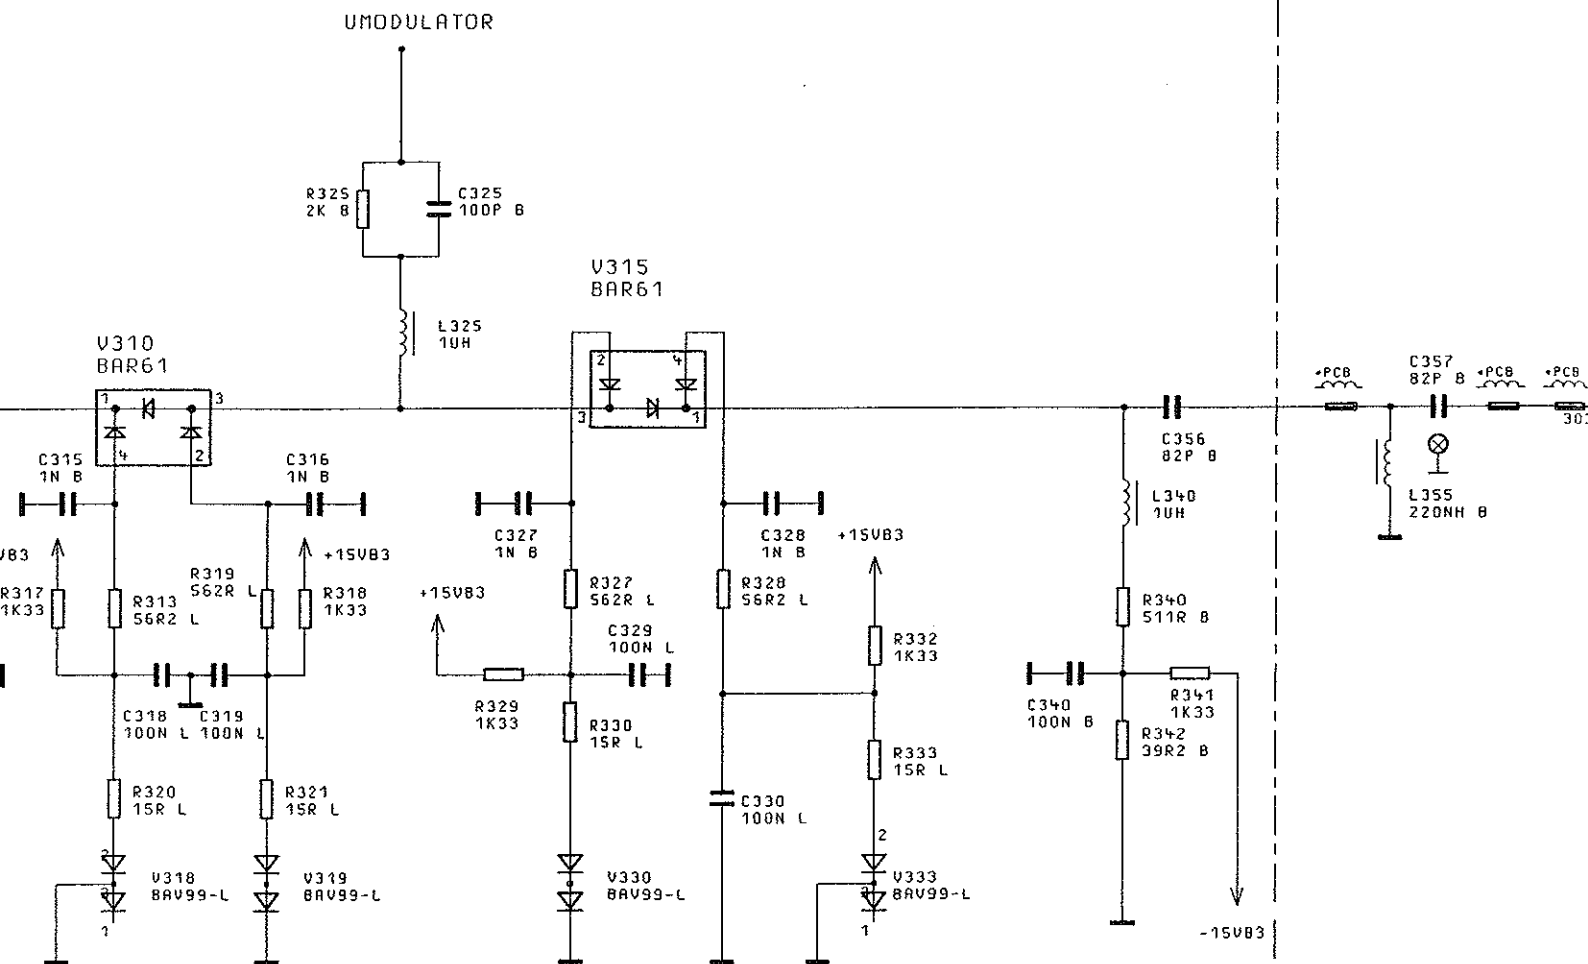 UMODULATOR
R325
2K B
C325
100P B
V315
BAR61
L325
1UH
V310
BAR61
1
3
4
2
2
4
3
1
C315
1N B
C316
1N B
C327
1N B
C328
1N B
+15VB3
+15VB3
+15VB3
VB3
R317
1K33
R313
56R2 L
R319
562R L
R318
1K33
R327
562R L
R328
56R2 L
C329
100N L
R332
1K33
R329
1K33
R330
15R L
R333
15R L
C318
100N L
C319
100N L
R320
15R L
R321
15R L
C330
100N L
2
1
V318
BAV99-L
V319
BAV99-L
V330
BAV99-L
2
V333
BAV99-L
1
C356
82P B
L340
1UH
R340
511R B
C340
100N B
R341
1K33
R342
39R2 B
-15VB3
*PCB
C357
82P B
*PCB
*PCB
303
L355
220NH B